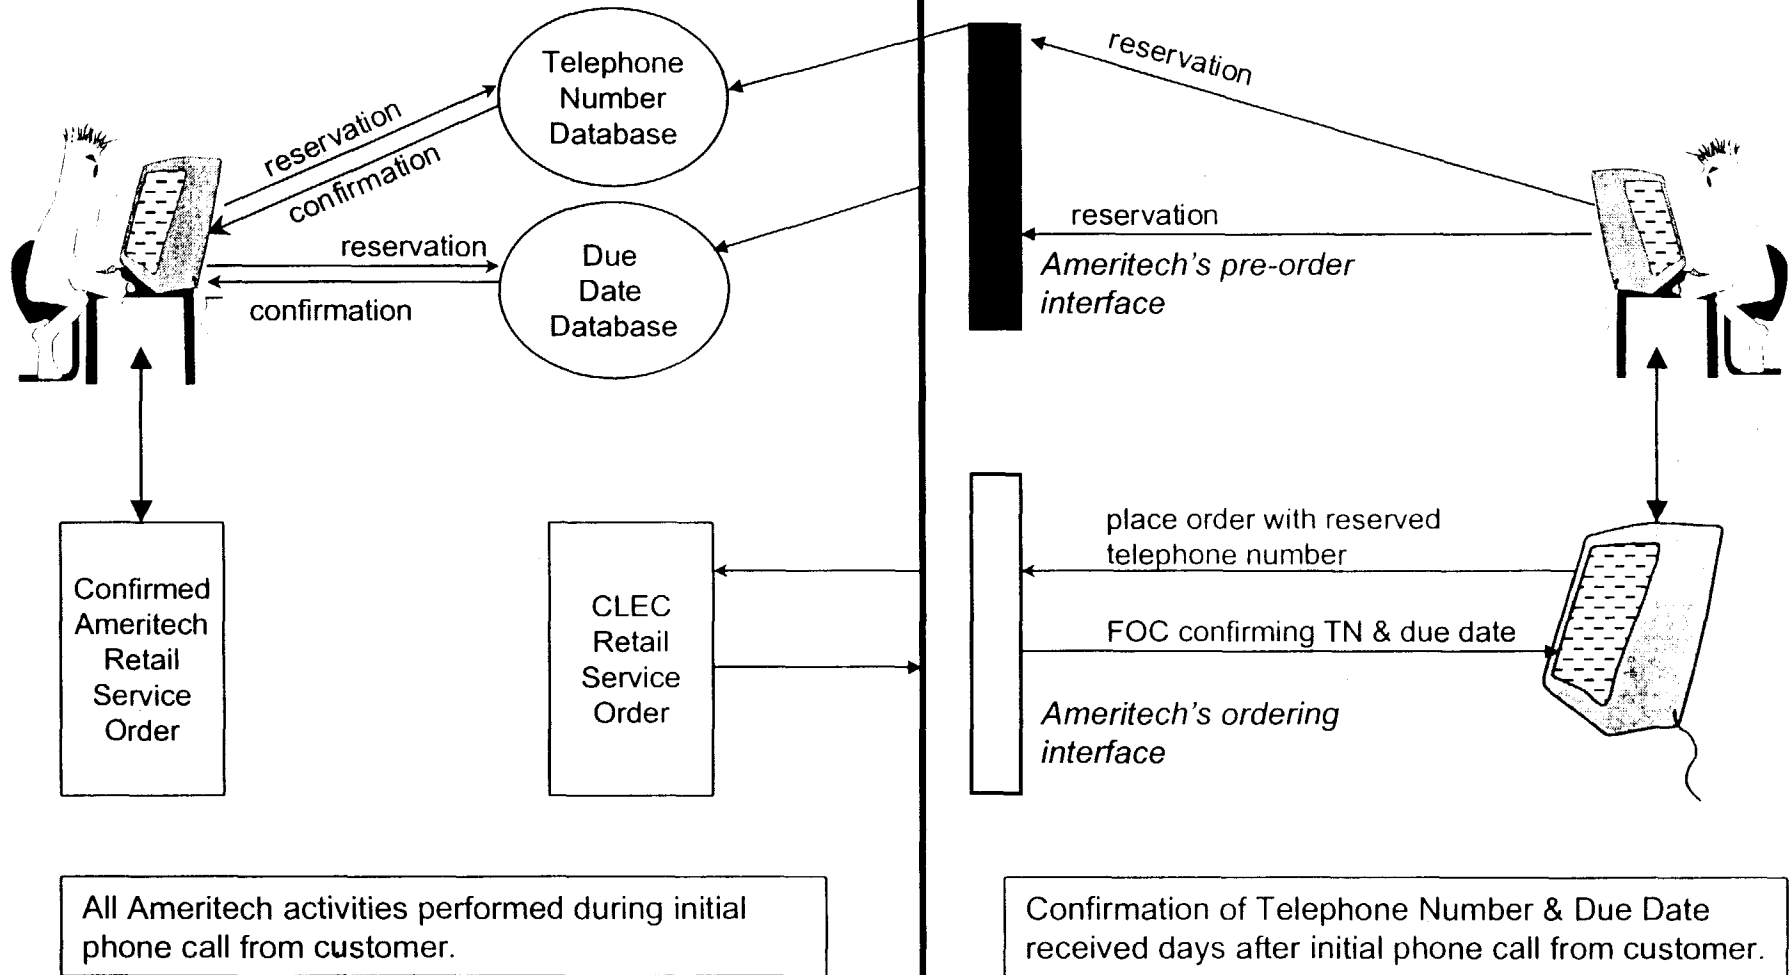 Telephone
Number
Database
reservation
confirmation
reservation
confirmation
Due
Date
Database
reservation
reservation
Ameritech's pre-order
interface
Confirmed
Ameritech
Retail
Service
Order
CLEC
Retail
Service
Order
place order with reserved
telephone number
FOC confirming TN & due date
Ameritech's ordering
interface
All Ameritech activities performed during initial
phone call from customer.
Confirmation of Telephone Number & Due Date
received days after initial phone call from customer.